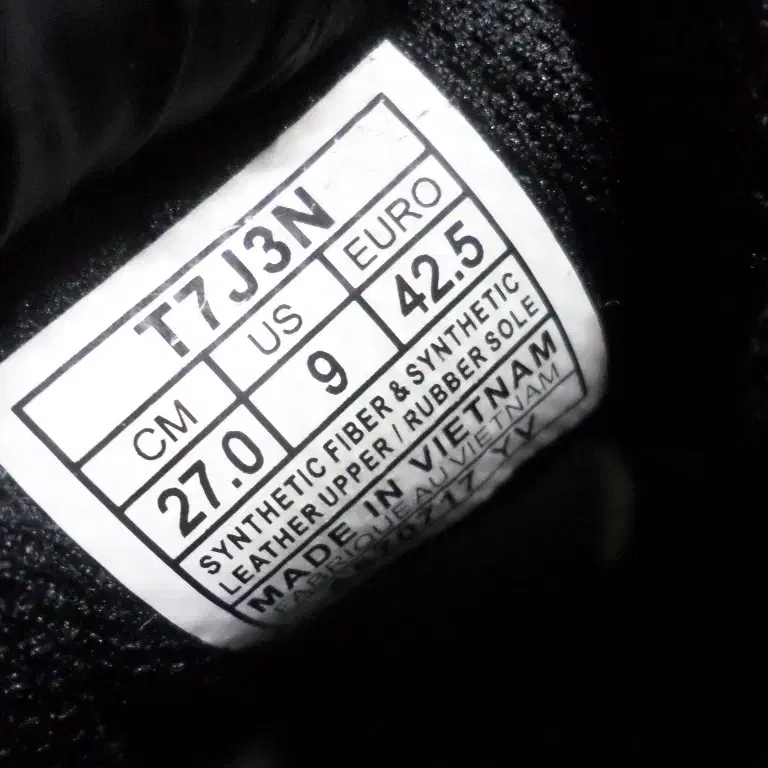 T7J3N
CM US EURO
27.0 9 42.5
SYNTHETIC FIBER & SYNTHETIC
LEATHER UPPER / RUBBER SOLE
MADE IN VIETNAM
FABRIQUE AU VIETNAM
YV